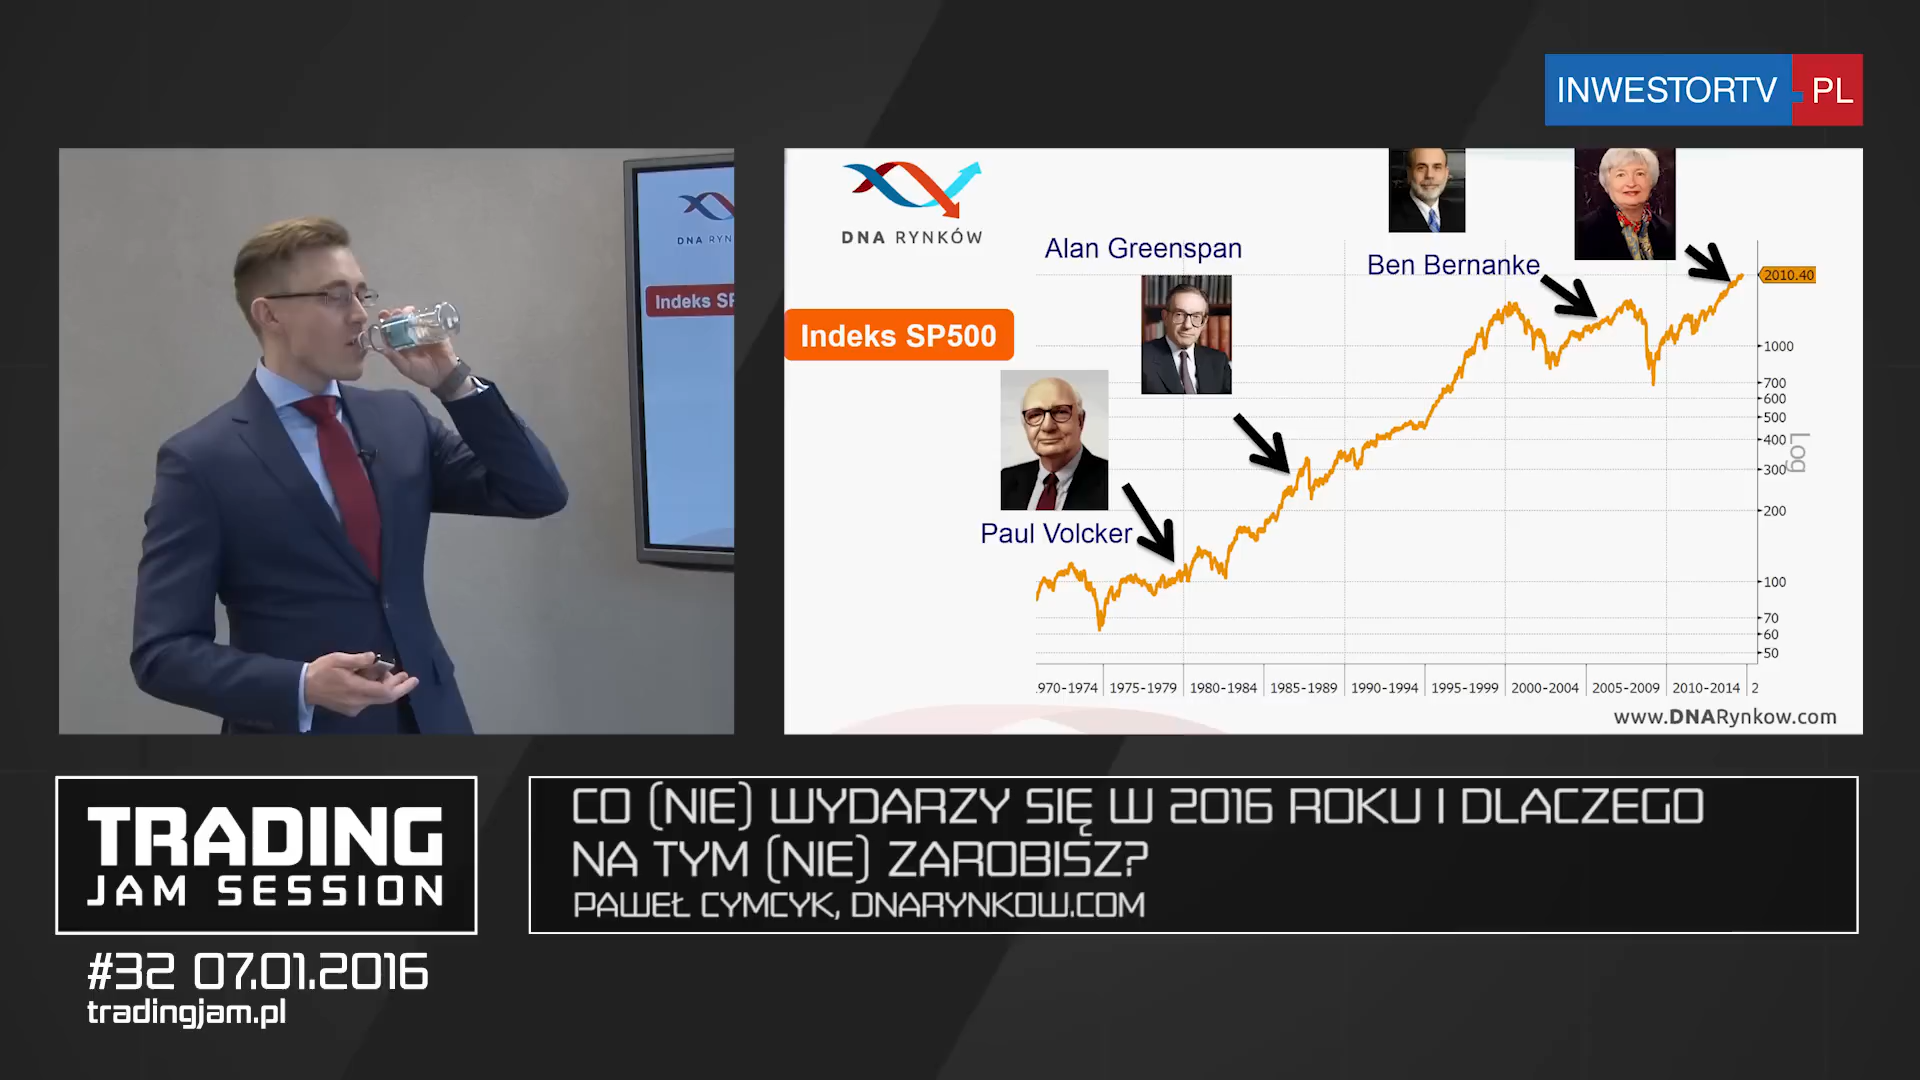 INWESTORTV.PL
DNA RYNKÓW
DNA RYN
Indeks SP
Alan Greenspan
Ben Bernanke
Indeks SP500
Paul Volcker
2010.40
1000
700
600
500
400
300
200
100
70
60
50
Log
.970-1974 1975-1979 1980-1984 1985-1989 1990-1994 1995-1999 2000-2004 2005-2009 2010-2014 2
www.DNARynkow.com
TRADING
JAM SESSION
#32 07.01.2016
tradingjam.pl
CO (NIE) WYDARZY SIĘ W 2016 ROKU I DLACZEGO
NA TYM (NIE) ZAROBISZ?
PAWEŁ CYMCYK, DNARYNKOW.COM